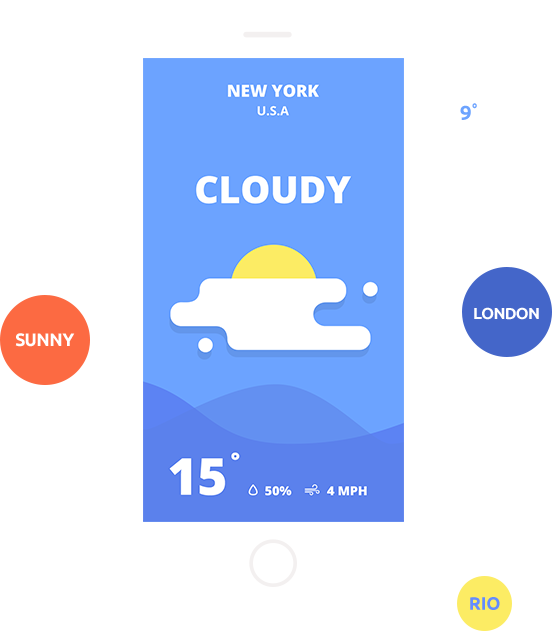 NEW YORK
U.S.A
9°
CLOUDY
LONDON
SUNNY
15°
50%
4 MPH
RIO